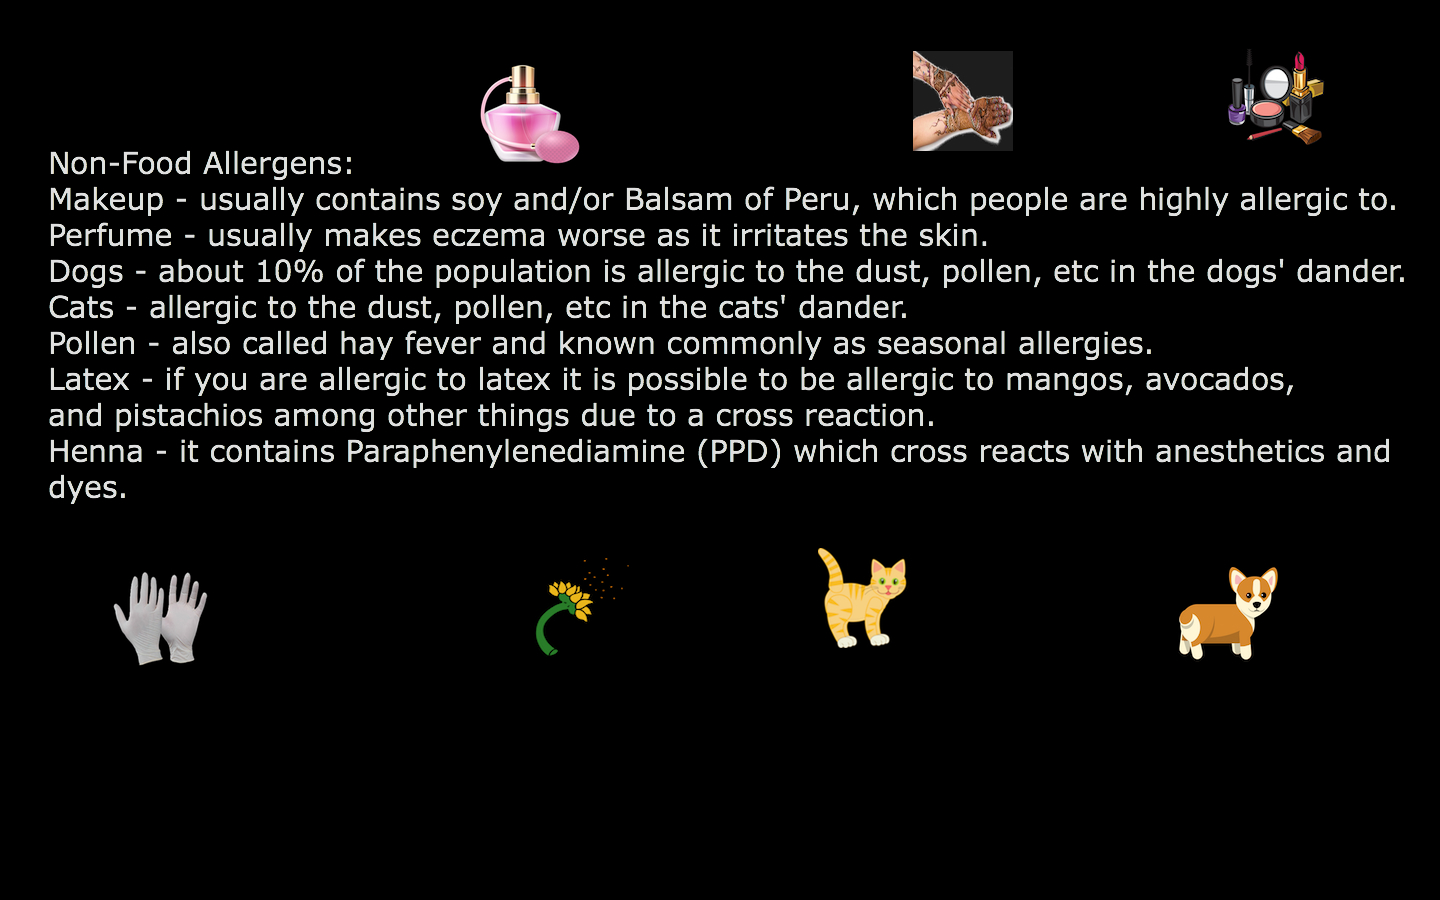 Non-Food Allergens:
Makeup - usually contains soy and/or Balsam of Peru, which people are highly allergic to.
Perfume - usually makes eczema worse as it irritates the skin.
Dogs - about 10% of the population is allergic to the dust, pollen, etc in the dogs' dander.
Cats - allergic to the dust, pollen, etc in the cats' dander.
Pollen - also called hay fever and known commonly as seasonal allergies.
Latex - if you are allergic to latex it is possible to be allergic to mangos, avocados,
and pistachios among other things due to a cross reaction.
Henna - it contains Paraphenylenediamine (PPD) which cross reacts with anesthetics and
dyes.